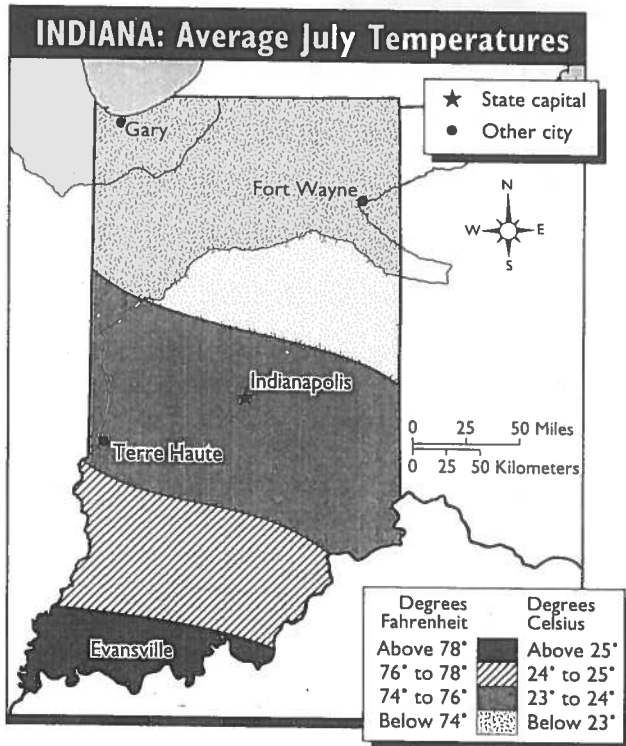 INDIANA: Average July Temperatures
★ State capital
• Other city
Gary
Fort Wayne
N
W E
S
Indianapolis
0 25 50 Miles
0 25 50 Kilometers
Terre Haute
Evansville
Degrees Fahrenheit
Degrees Celsius
Above 78° Above 25°
76° to 78° 24° to 25°
74° to 76° 23° to 24°
Below 74° Below 23°